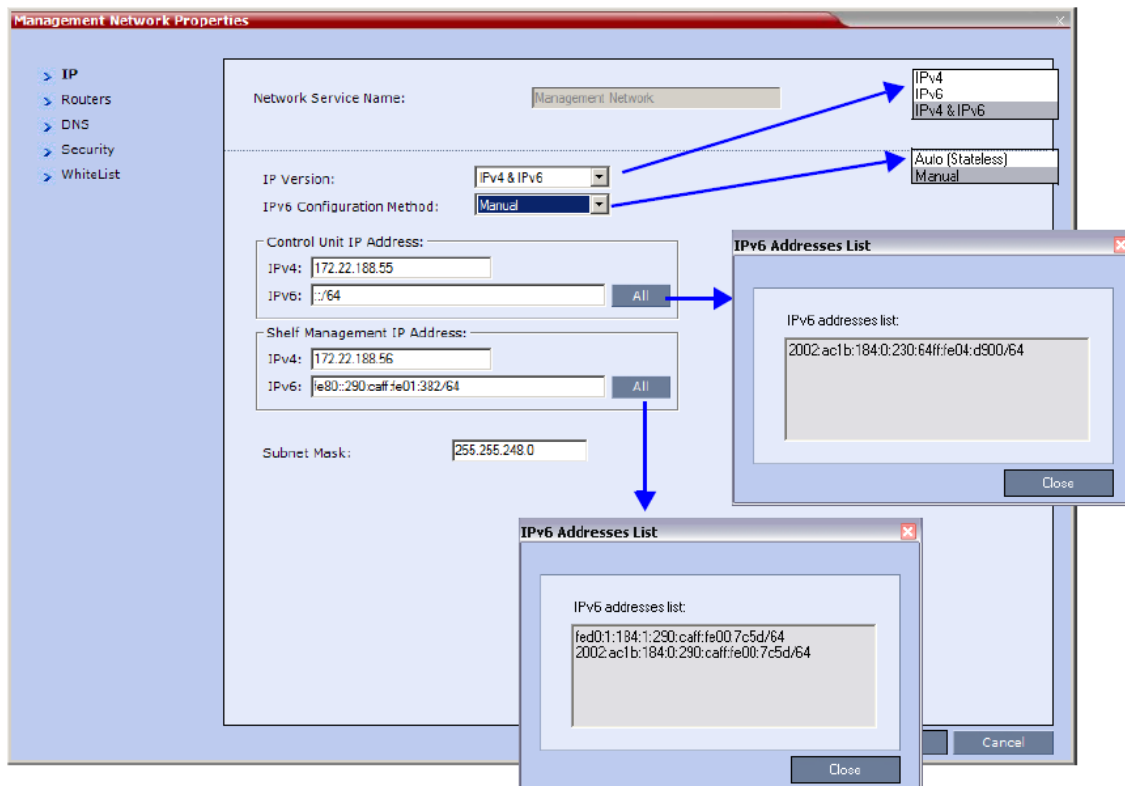 Management Network Properties
IP
Routers
DNS
Security
WhiteList
Network Service Name:
Management Network
IPv4
IPv6
IPv4 & IPv6
IP Version:
IPv4 & IPv6
Auto (Stateless)
Manual
IPv6 Configuration Method:
Manual
Control Unit IP Address:
IPv4:
172.22.188.55
IPv6:
::/64
All
Shelf Management IP Address:
IPv4:
172.22.188.56
IPv6:
fe80::290:caff:fe01:382/64
All
Subnet Mask:
255.255.248.0
IPv6 Addresses List
IPv6 addresses list:
2002:ac1b:184:0:230:64ff:fe04:d900/64
Close
IPv6 Addresses List
IPv6 addresses list:
fed0:1:184:1:290:caff:fe00:7c5d/64
2002:ac1b:184:0:290:caff:fe00:7c5d/64
Close
Cancel